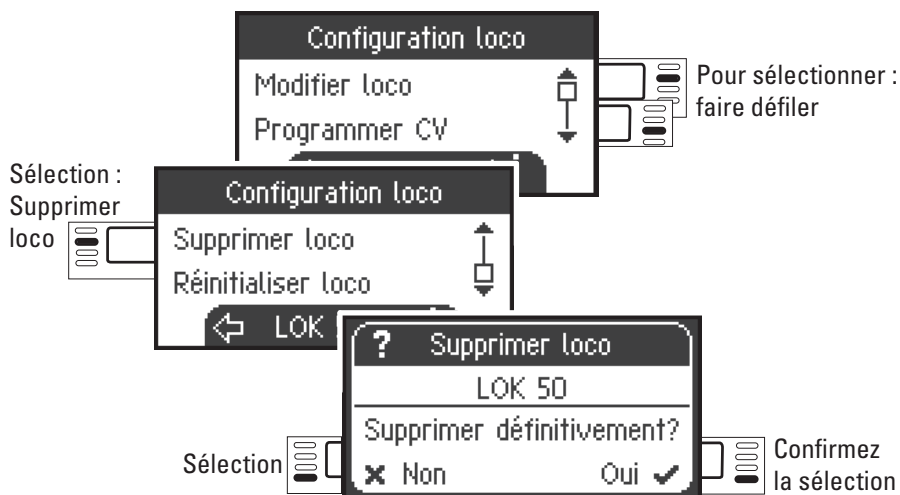 Configuration loco
Modifier loco
Programmer CV
Pour sélectionner :
faire défiler
Sélection :
Supprimer
loco
Configuration loco
Supprimer loco
Réinitialiser loco
LOK
? Supprimer loco
LOK 50
Supprimer définitivement?
Sélection
✖ Non
Oui ✔
Confirmez
la sélection